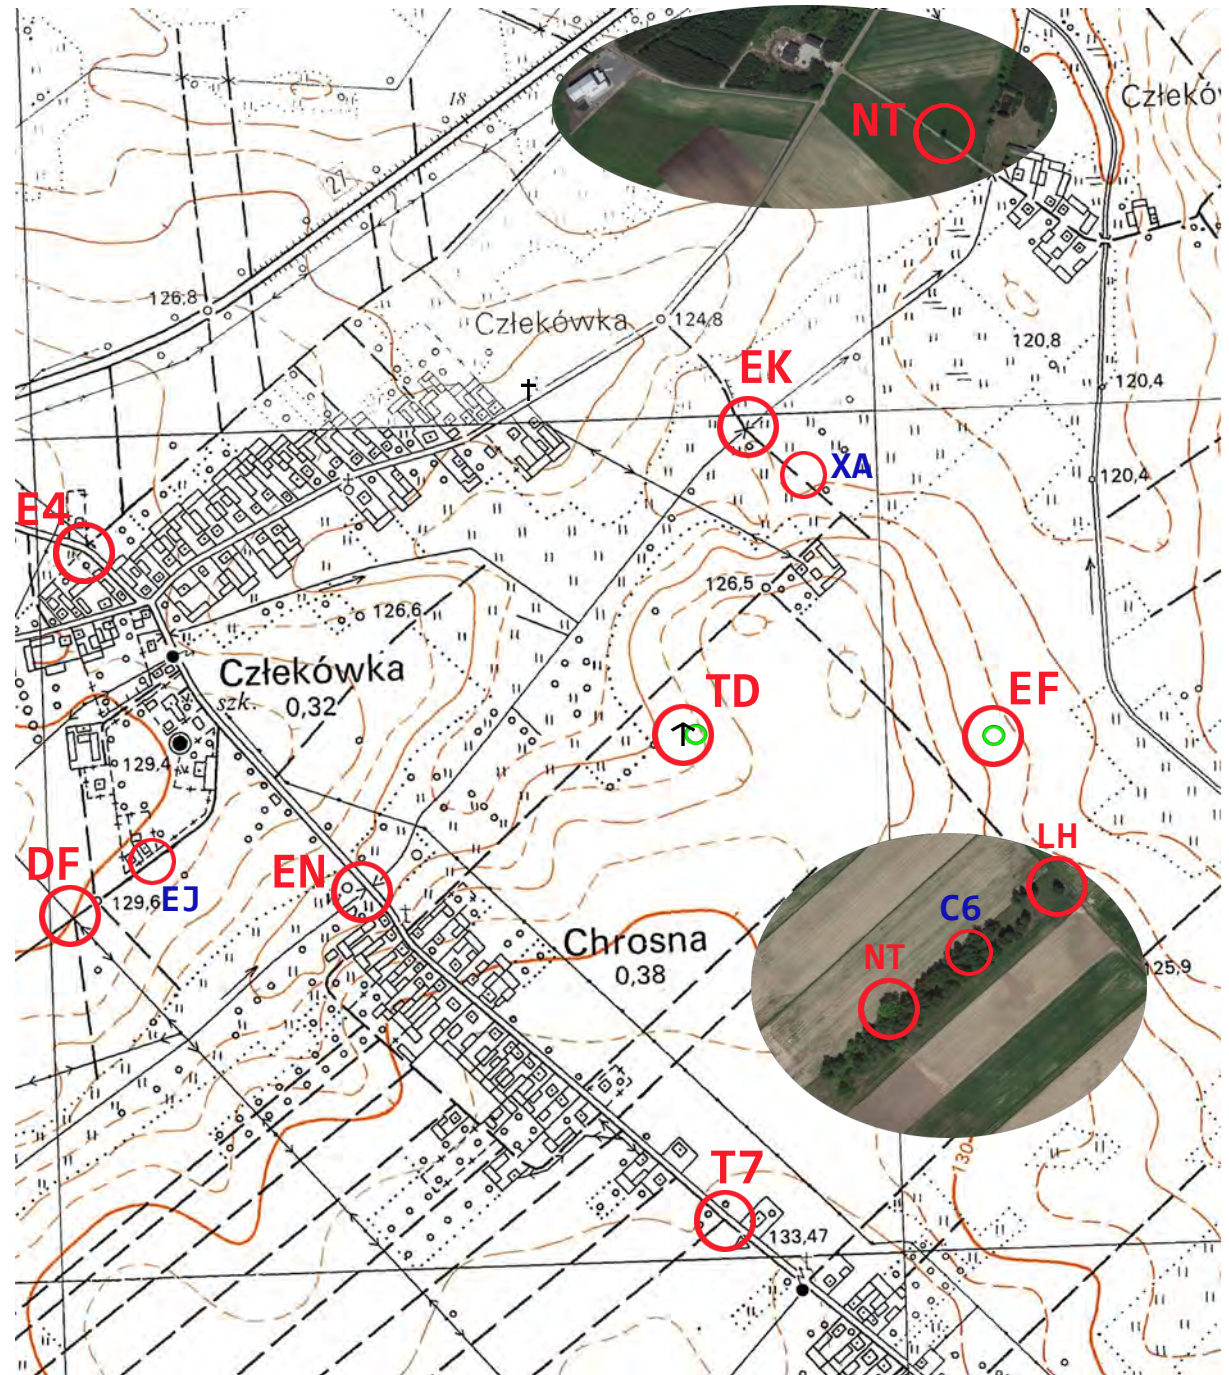 18
27
NT
Człeków
126,8
Człekówka
124,8
120,8
EK
120,4
XA
120,4
E4
126,5
126,6
Człekówka
szk.
0,32
TD
EF
129,4
LH
DF
EN
129,6
EJ
C6
Chrosna
0,38
NT
125,9
130
T7
133,47